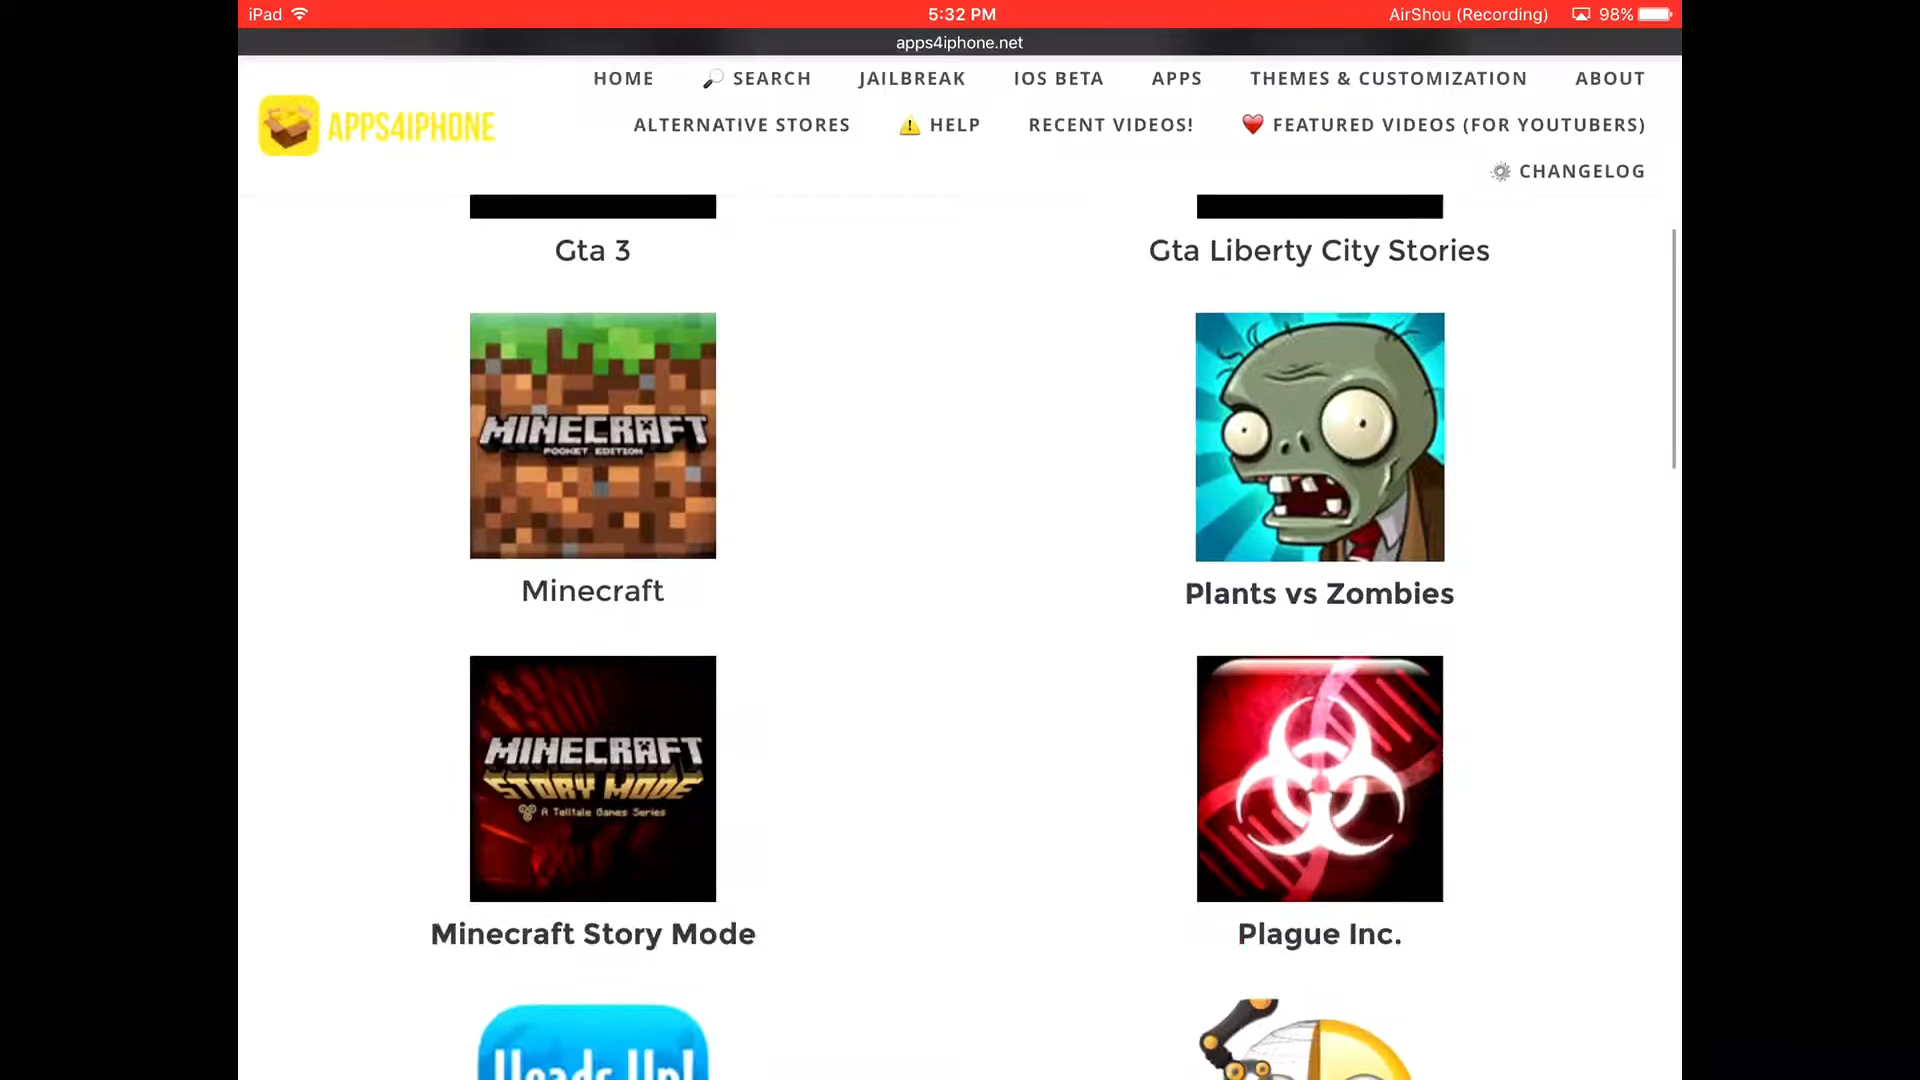 iPad
5:32 PM
AirShou (Recording)
98%
apps4iphone.net
HOME
SEARCH
JAILBREAK
IOS BETA
APPS
THEMES & CUSTOMIZATION
ABOUT
APPS4IPHONE
ALTERNATIVE STORES
HELP
RECENT VIDEOS!
FEATURED VIDEOS (FOR YOUTUBERS)
CHANGELOG
Gta 3
Gta Liberty City Stories
MINECRAFT
POCKET EDITION
Minecraft
Plants vs Zombies
MINECRAFT
STORY MODE
A Telltale Games Series
Minecraft Story Mode
Plague Inc.
Heads Up!